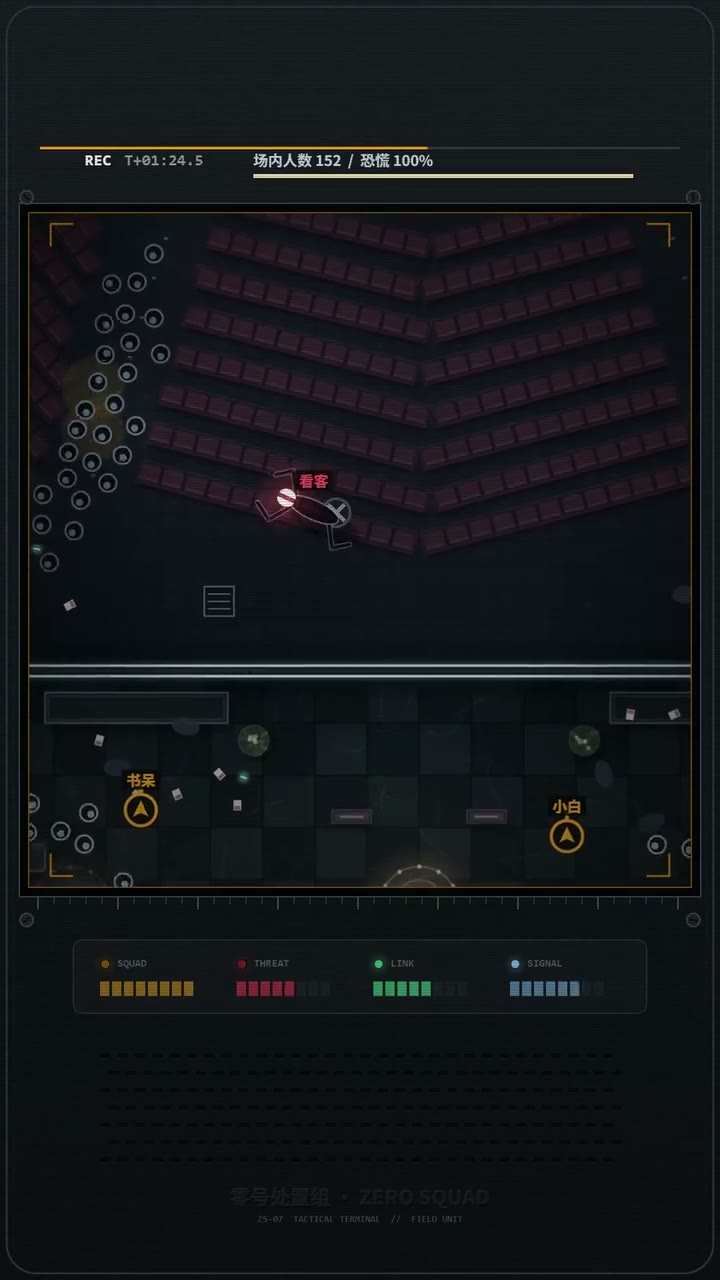 REC T+01:24.5 场内人数 152 / 恐慌 100%
看客
书呆
小白
SQUAD THREAT LINK SIGNAL
零号处置组 · ZERO SQUAD
ZS-07 TACTICAL TERMINAL // FIELD UNIT